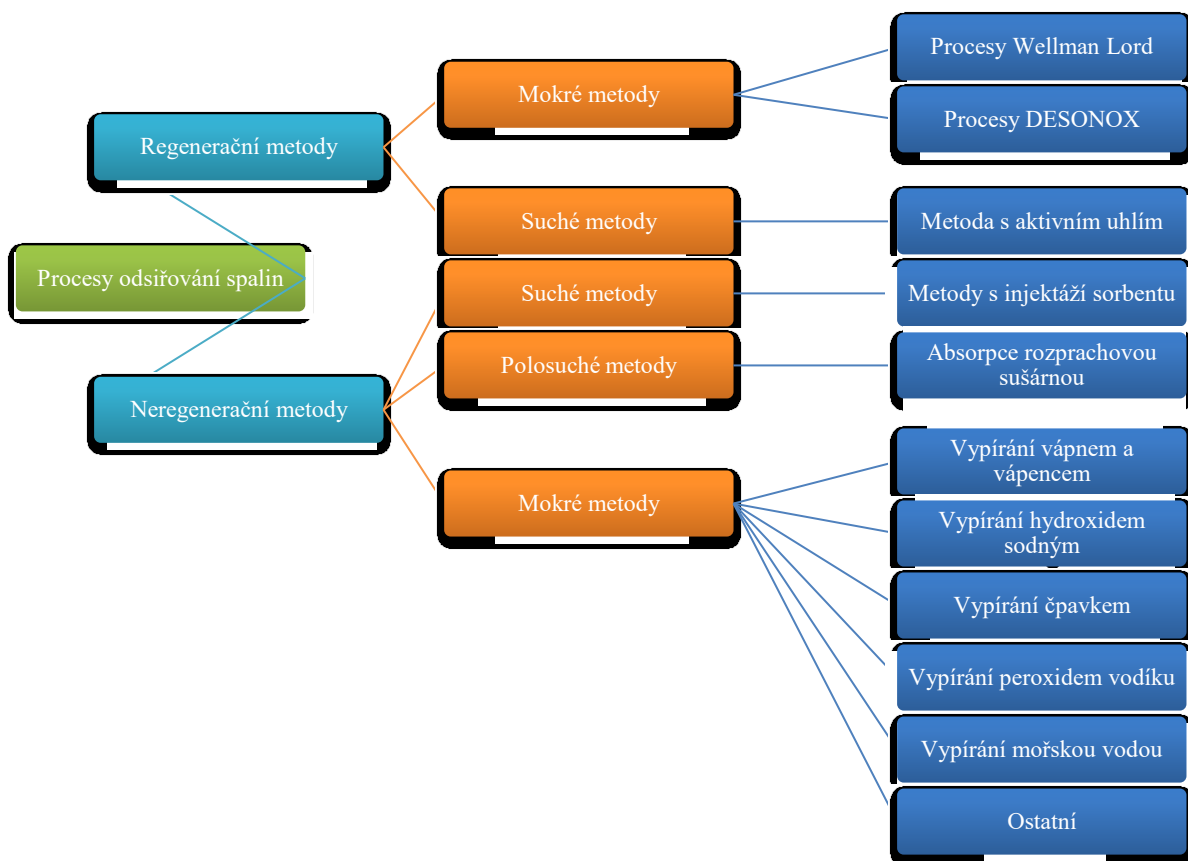 Procesy odsiřování spalin
Regenerační metody
Mokré metody
Procesy Wellman Lord
Procesy DESONOX
Suché metody
Metoda s aktivním uhlím
Neregenerační metody
Suché metody
Metody s injektáží sorbentu
Polosuché metody
Absorpce rozprachovou
sušárnou
Mokré metody
Vypírání vápnem a
vápencem
Vypírání hydroxidem
sodným
Vypírání čpavkem
Vypírání peroxidem vodíku
Vypírání mořskou vodou
Ostatní